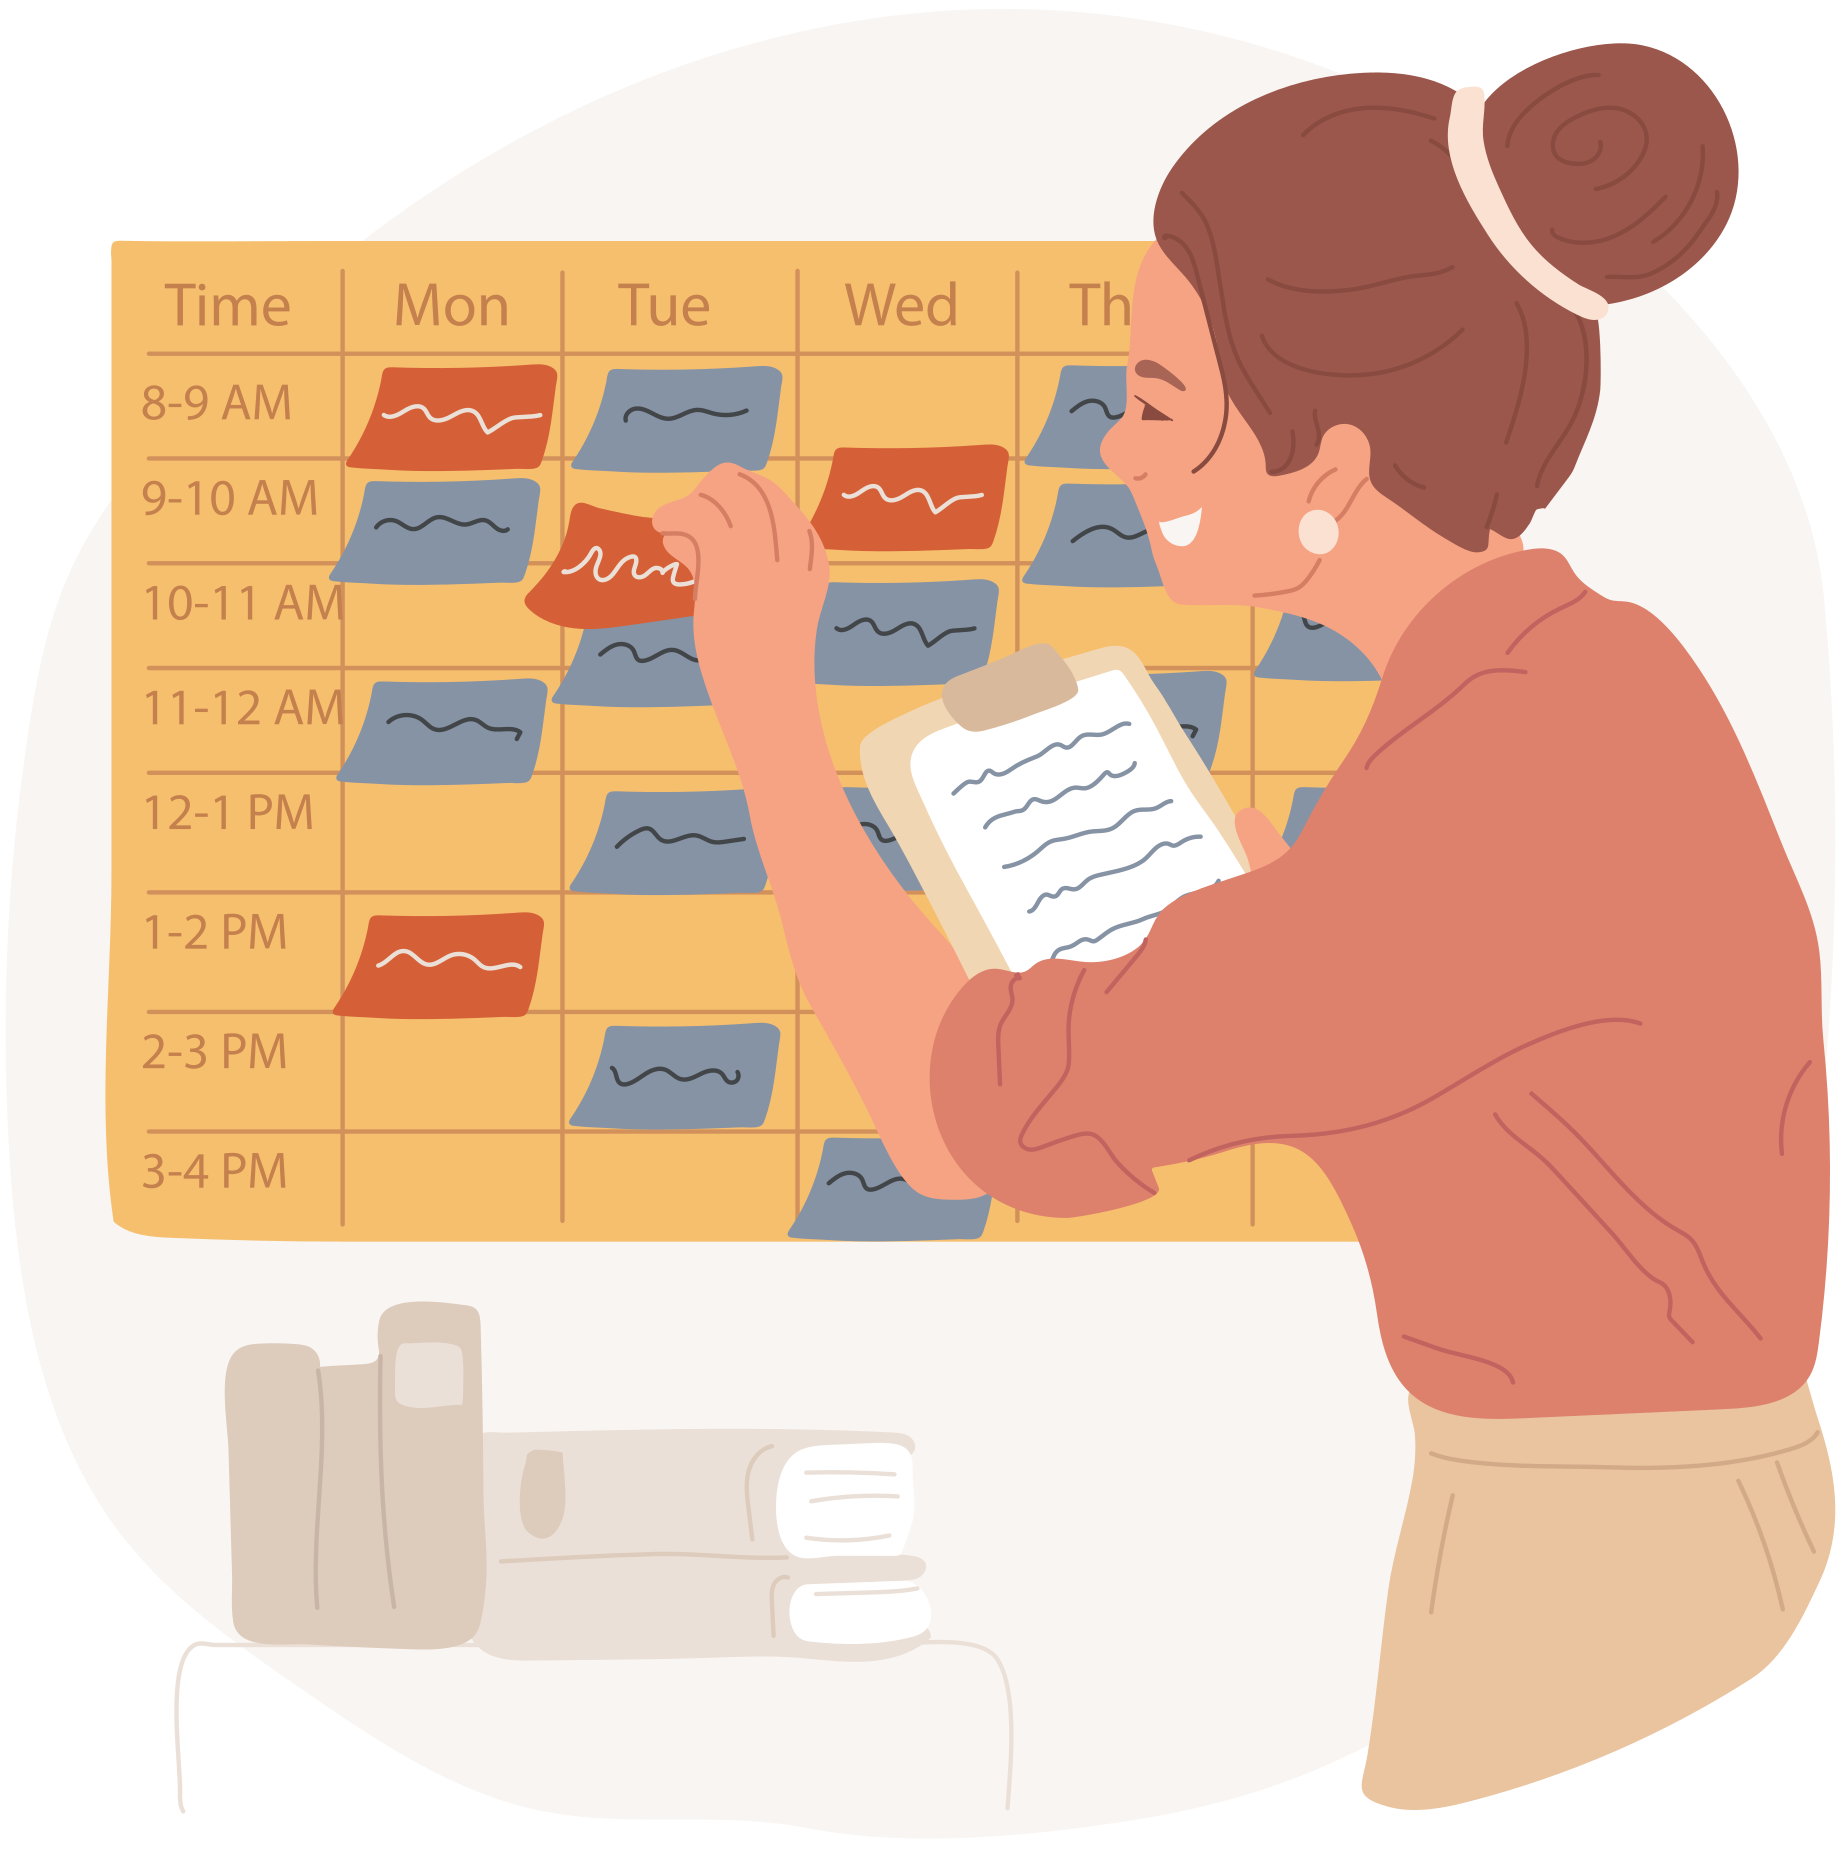 Time Mon Tue Wed Th
8-9 AM
9-10 AM
10-11 AM
11-12 AM
12-1 PM
1-2 PM
2-3 PM
3-4 PM